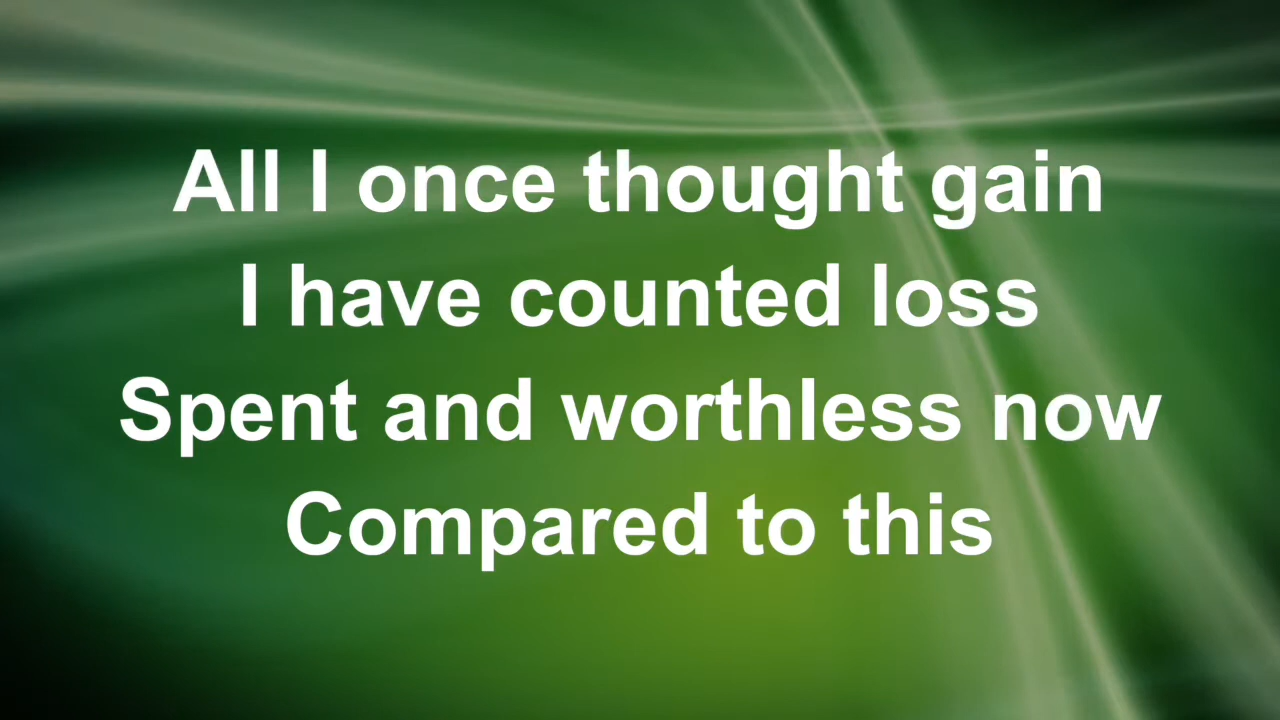 All I once thought gain
I have counted loss
Spent and worthless now
Compared to this